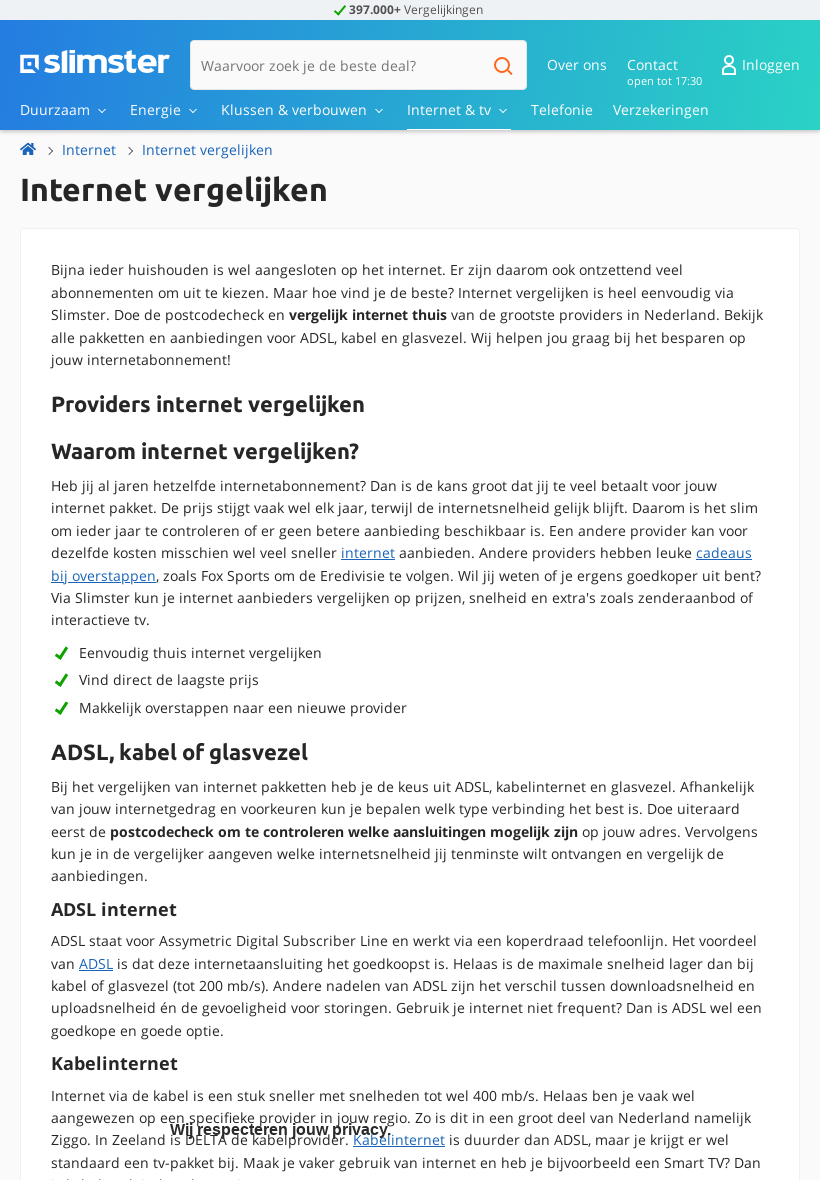 397.000+ Vergelijkingen
slimster
Waarvoor zoek je de beste deal?
Over ons
Contact
open tot 17:30
Inloggen
Duurzaam
Energie
Klussen & verbouwen
Internet & tv
Telefonie
Verzekeringen
Internet
Internet vergelijken
Internet vergelijken
Bijna ieder huishouden is wel aangesloten op het internet. Er zijn daarom ook ontzettend veel
abonnementen om uit te kiezen. Maar hoe vind je de beste? Internet vergelijken is heel eenvoudig via
Slimster. Doe de postcodecheck en vergelijk internet thuis van de grootste providers in Nederland. Bekijk
alle pakketten en aanbiedingen voor ADSL, kabel en glasvezel. Wij helpen jou graag bij het besparen op
jouw internetabonnement!
Providers internet vergelijken
Waarom internet vergelijken?
Heb jij al jaren hetzelfde internetabonnement? Dan is de kans groot dat jij te veel betaalt voor jouw
internet pakket. De prijs stijgt vaak wel elk jaar, terwijl de internetsnelheid gelijk blijft. Daarom is het slim
om ieder jaar te controleren of er geen betere aanbieding beschikbaar is. Een andere provider kan voor
dezelfde kosten misschien wel veel sneller internet aanbieden. Andere providers hebben leuke cadeaus
bij overstappen, zoals Fox Sports om de Eredivisie te volgen. Wil jij weten of je ergens goedkoper uit bent?
Via Slimster kun je internet aanbieders vergelijken op prijzen, snelheid en extra's zoals zenderaanbod of
interactieve tv.
Eenvoudig thuis internet vergelijken
Vind direct de laagste prijs
Makkelijk overstappen naar een nieuwe provider
ADSL, kabel of glasvezel
Bij het vergelijken van internet pakketten heb je de keus uit ADSL, kabelinternet en glasvezel. Afhankelijk
van jouw internetgedrag en voorkeuren kun je bepalen welk type verbinding het best is. Doe uiteraard
eerst de postcodecheck om te controleren welke aansluitingen mogelijk zijn op jouw adres. Vervolgens
kun je in de vergelijker aangeven welke internetsnelheid jij tenminste wilt ontvangen en vergelijk de
aanbiedingen.
ADSL internet
ADSL staat voor Assymetric Digital Subscriber Line en werkt via een koperdraad telefoonlijn. Het voordeel
van ADSL is dat deze internetaansluiting het goedkoopst is. Helaas is de maximale snelheid lager dan bij
kabel of glasvezel (tot 200 mb/s). Andere nadelen van ADSL zijn het verschil tussen downloadsnelheid en
uploadsnelheid én de gevoeligheid voor storingen. Gebruik je internet niet frequent? Dan is ADSL wel een
goedkope en goede optie.
Kabelinternet
Internet via de kabel is een stuk sneller met snelheden tot wel 400 mb/s. Helaas ben je vaak wel
aangewezen op een specifieke provider in jouw regio. Zo is dit in een groot deel van Nederland namelijk
Wij respecteren jouw privacy.
Ziggo. In Zeeland is DELTA de kabelprovider. Kabelinternet is duurder dan ADSL, maar je krijgt er wel
standaard een tv-pakket bij. Maak je vaker gebruik van internet en heb je bijvoorbeeld een Smart TV? Dan